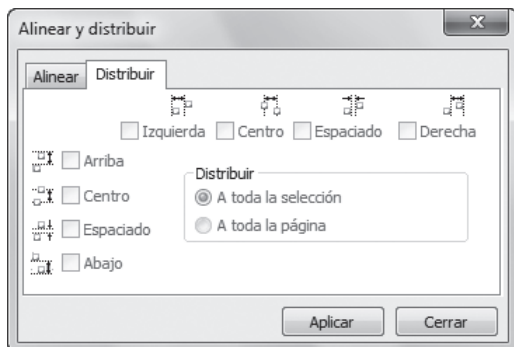 Alinear y distribuir
Alinear Distribuir
Izquierda Centro Espaciado Derecha
Arriba
Centro
Espaciado
Abajo
Distribuir
A toda la selección
A toda la página
Aplicar Cerrar